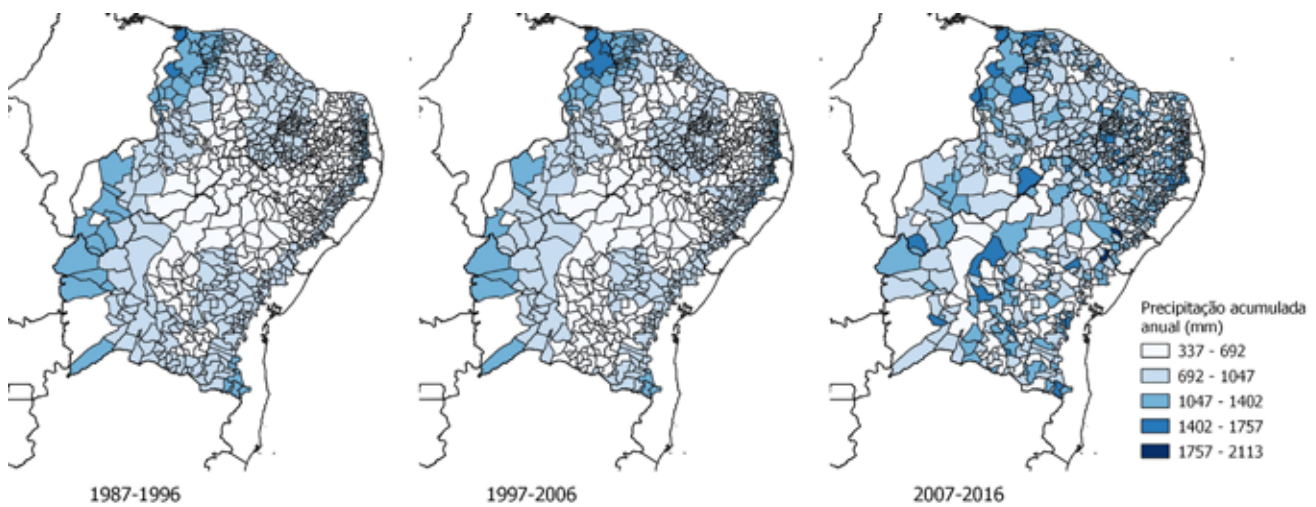 Precipitação acumulada
anual (mm)
337 - 692
692 - 1047
1047 - 1402
1402 - 1757
1757 - 2113
1987-1996
1997-2006
2007-2016